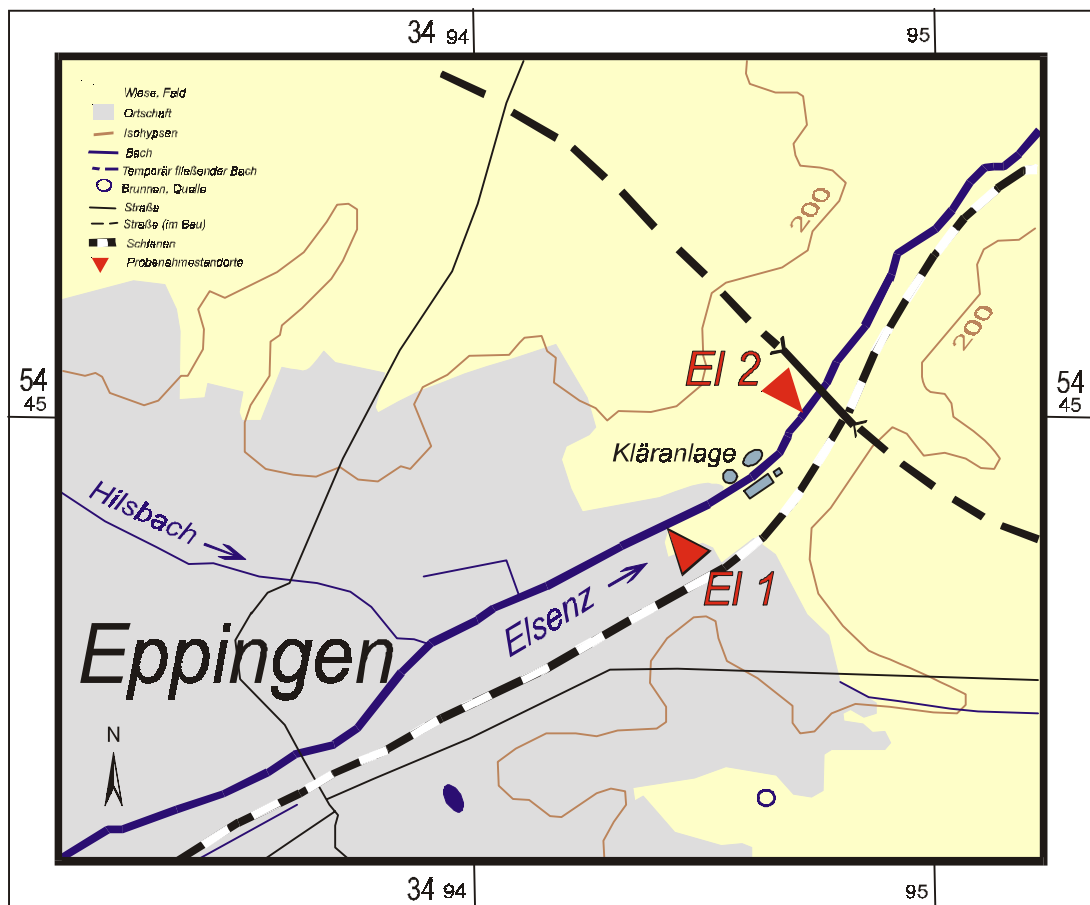 34 94
95
Wiese, Feld
Ortschaft
Isohypsen
Bach
Temporär fließender Bach
Brunnen, Quelle
Straße
Straße (im Bau)
Schienen
Probenahmestandorte
200
200
54
45
54
45
El 2
Kläranlage
Hilsbach
El 1
Elsenz
Eppingen
N
34 94
95